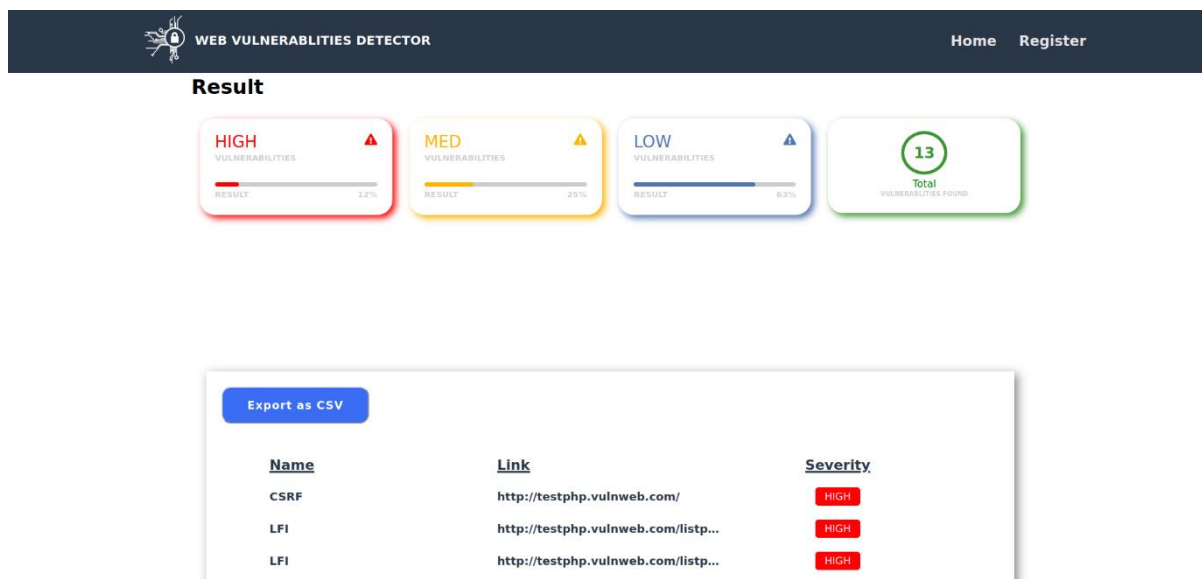 WEB VULNERABLITIES DETECTOR Home Register
Result
HIGH
VULNERABILITIES
RESULT 12%
MED
VULNERABILITIES
RESULT 25%
LOW
VULNERABILITIES
RESULT 63%
13
Total
VULNERABLITIES FOUND
Export as CSV
Name Link Severity
CSRF http://testphp.vulnweb.com/ HIGH
LFI http://testphp.vulnweb.com/listp... HIGH
LFI http://testphp.vulnweb.com/listp... HIGH